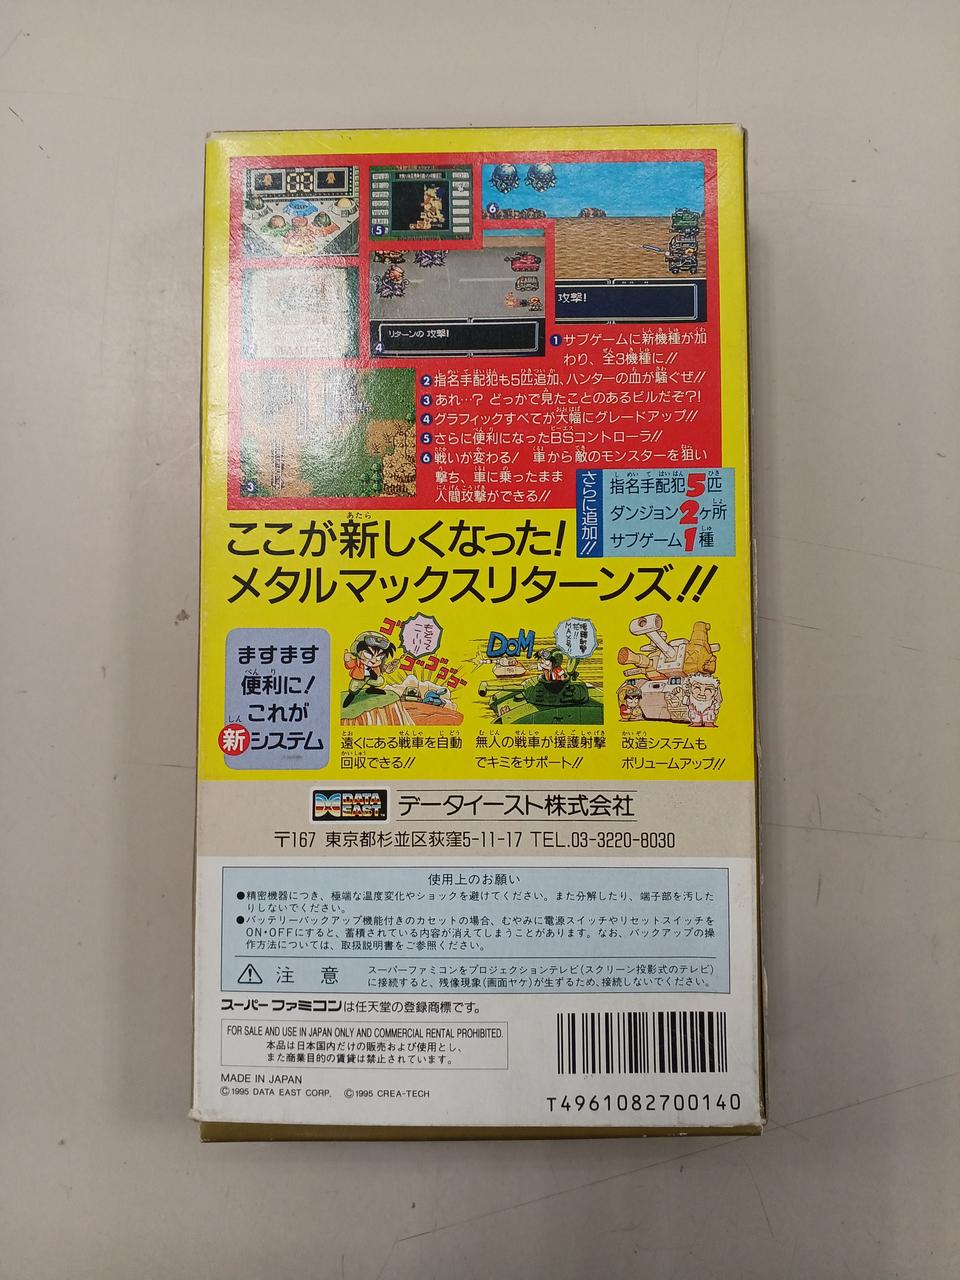 攻撃!
リターンの 攻撃!
1 サブゲームに新機種が加
わり、全3機種に!!
2 指名手配犯も5匹追加、ハンターの血が騒ぐぜ!!
3 あれ…? どっかで見たことのあるビルだぞ?!
4 グラフィックすべてが大幅にグレードアップ!!
5 さらに便利になったBSコントローラ!!
6 戦いが変わる! 車から敵のモンスターを狙い
撃ち、車に乗ったまま
人間攻撃ができる!!
さらに追加!!
指名手配犯5匹
ダンジョン2ヶ所
サブゲーム1種
ここが新しくなった!
メタルマックスリターンズ!!
ますます
便利に!
これが
新システム
もどって
こーい!!
ゴゴーゴゴゴ
遠くにある戦車を自動
回収できる!!
DOM
援護射撃
だ!!
無人の戦車が援護射撃
でキミをサポート!!
改造システムも
ボリュームアップ!!
DATA EAST データイースト株式会社
〒167 東京都杉並区荻窪5-11-17 TEL.03-3220-8030
使用上のお願い
●精密機器につき、極端な温度変化やショックを避けてください。また分解したり、端子部を汚した
りしないでください。
●バッテリーバックアップ機能付きのカセットの場合、むやみに電源スイッチやリセットスイッチを
ON・OFFにすると、蓄積されている内容が消えてしまうことがあります。なお、バックアップの操
作方法については、取扱説明書をご参照ください。
注意
スーパーファミコンをプロジェクションテレビ(スクリーン投影式のテレビ)
に接続すると、残像現象(画面ヤケ)が生ずるため、接続しないでください。
スーパーファミコンは任天堂の登録商標です。
FOR SALE AND USE IN JAPAN ONLY AND COMMERCIAL RENTAL PROHIBITED.
本品は日本国内だけの販売および使用とし、
また商業目的の賃貸は禁止されています。
MADE IN JAPAN
©1995 DATA EAST CORP. ©1995 CREA-TECH
T4961082700140